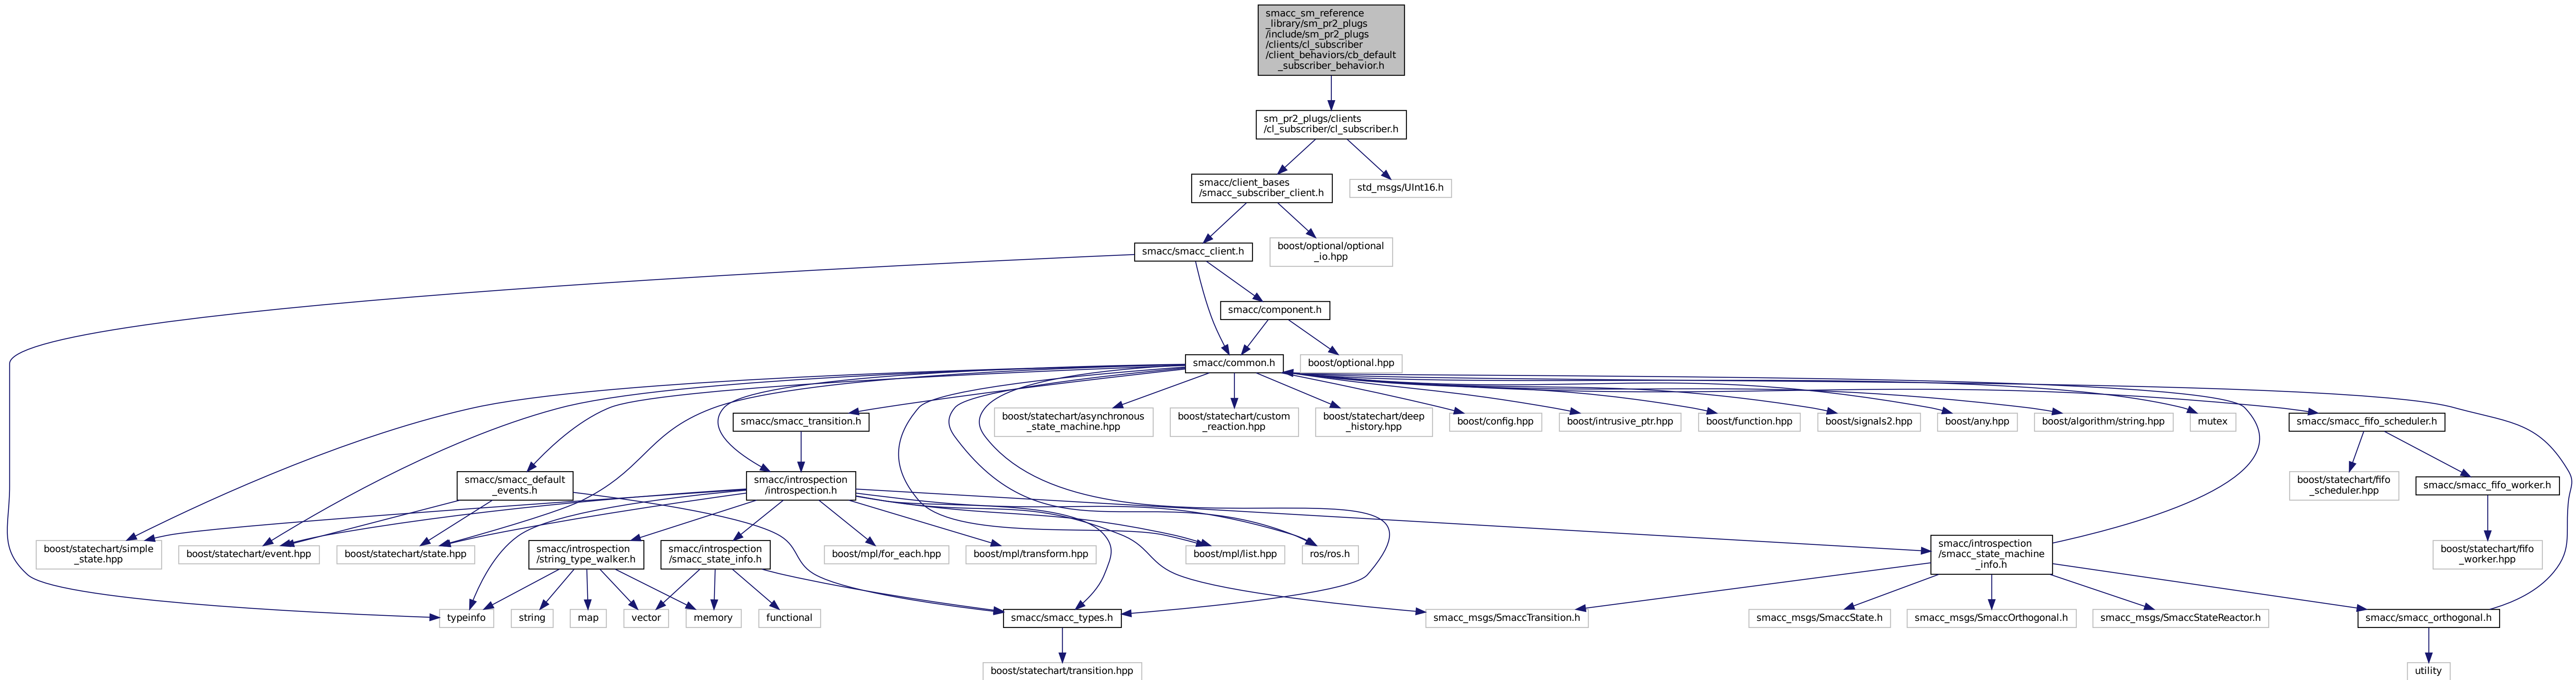 smacc_sm_reference
_library/sm_pr2_plugs
/include/sm_pr2_plugs
/clients/cl_subscriber
/client_behaviors/cb_default
_subscriber_behavior.h
sm_pr2_plugs/clients
/cl_subscriber/cl_subscriber.h
smacc/client_bases
/smacc_subscriber_client.h
std_msgs/UInt16.h
smacc/smacc_client.h
boost/optional/optional
_io.hpp
smacc/component.h
smacc/common.h
boost/optional.hpp
smacc/smacc_transition.h
boost/statechart/asynchronous
_state_machine.hpp
boost/statechart/custom
_reaction.hpp
boost/statechart/deep
_history.hpp
boost/config.hpp
boost/intrusive_ptr.hpp
boost/function.hpp
boost/signals2.hpp
boost/any.hpp
boost/algorithm/string.hpp
mutex
smacc/smacc_fifo_scheduler.h
smacc/smacc_default
_events.h
smacc/introspection
/introspection.h
boost/statechart/fifo
_scheduler.hpp
smacc/smacc_fifo_worker.h
boost/statechart/simple
_state.hpp
boost/statechart/event.hpp
boost/statechart/state.hpp
smacc/introspection
/string_type_walker.h
smacc/introspection
/smacc_state_info.h
boost/mpl/for_each.hpp
boost/mpl/transform.hpp
boost/mpl/list.hpp
ros/ros.h
smacc/introspection
/smacc_state_machine
_info.h
boost/statechart/fifo
_worker.hpp
typeinfo
string
map
vector
memory
functional
smacc/smacc_types.h
smacc_msgs/SmaccTransition.h
smacc_msgs/SmaccState.h
smacc_msgs/SmaccOrthogonal.h
smacc_msgs/SmaccStateReactor.h
smacc/smacc_orthogonal.h
boost/statechart/transition.hpp
utility